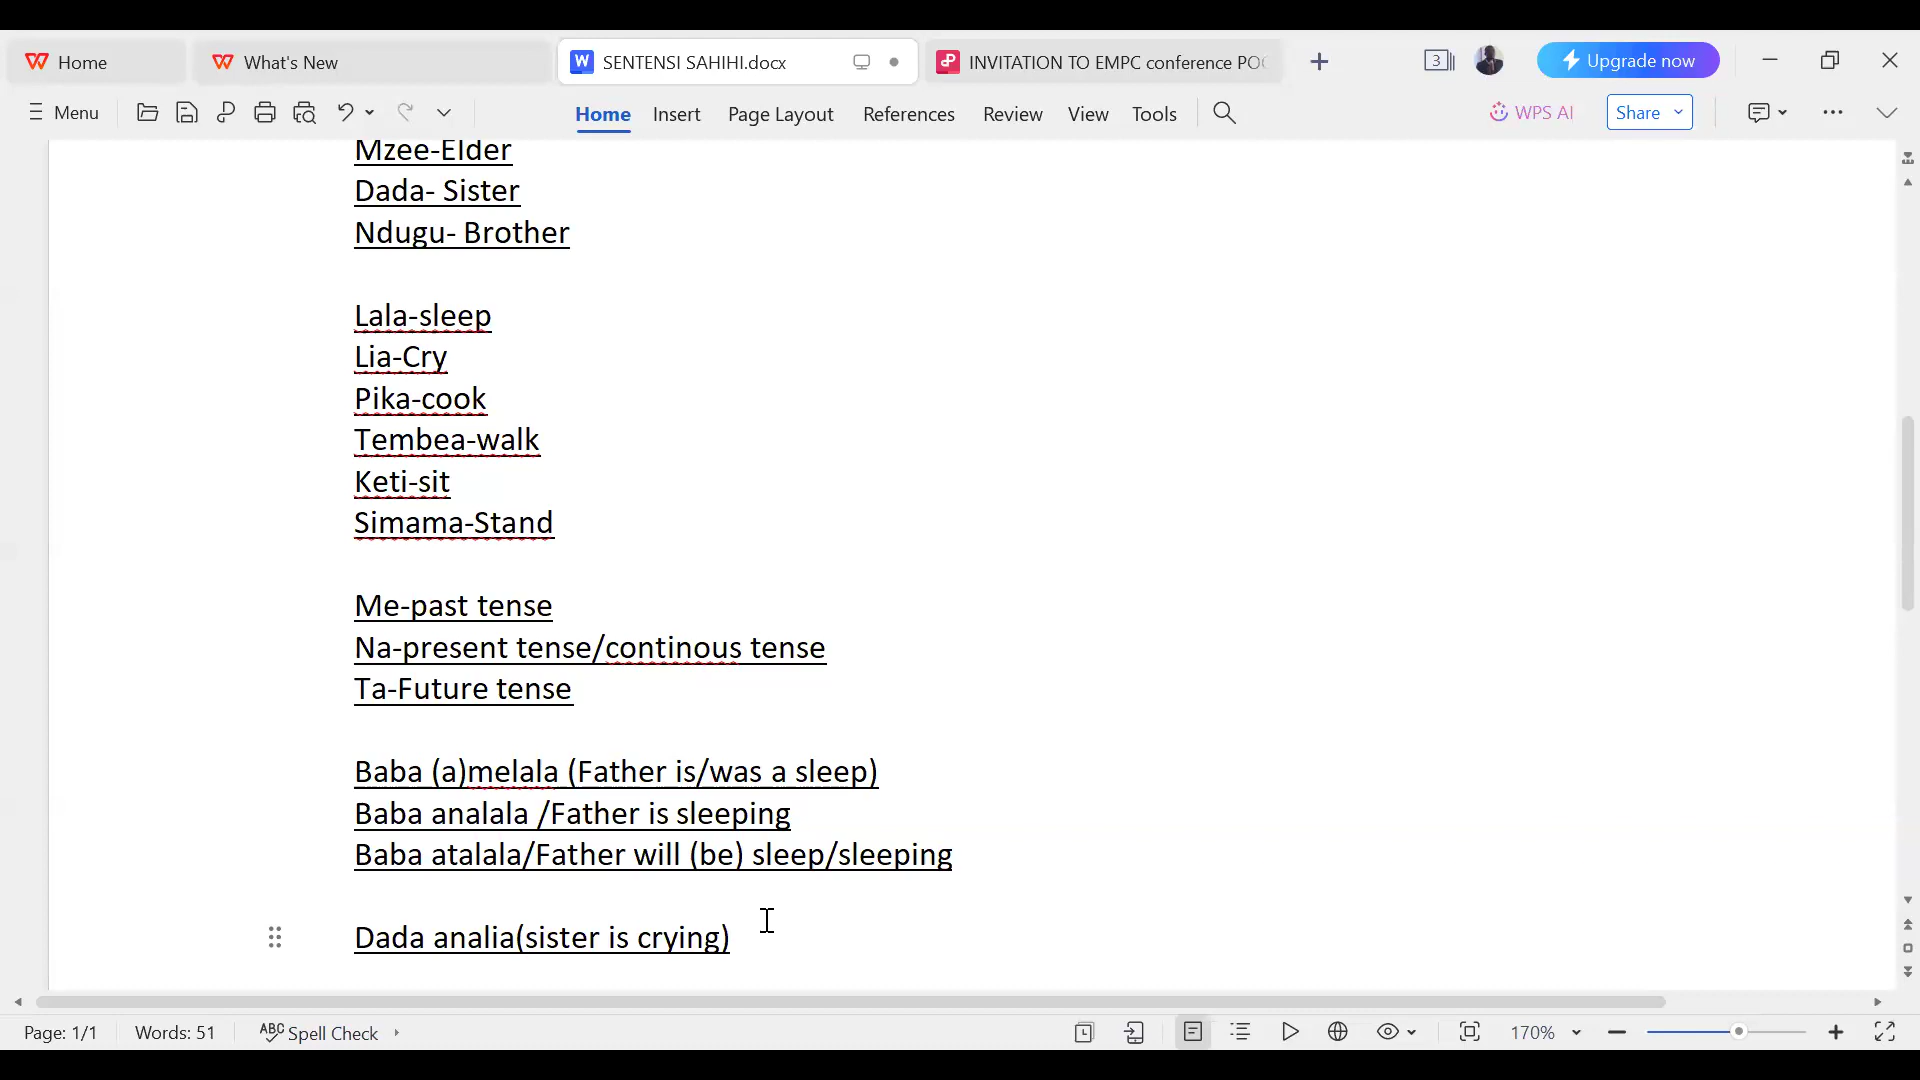 Home
What's New
SENTENSI SAHIHI.docx
INVITATION TO EMPC conference PO
3
Upgrade now
Menu
Home
Insert
Page Layout
References
Review
View
Tools
WPS AI
Share
Mzee-Elder
Dada- Sister
Ndugu- Brother
Lala-sleep
Lia-Cry
Pika-cook
Tembea-walk
Keti-sit
Simama-Stand
Me-past tense
Na-present tense/continous tense
Ta-Future tense
Baba (a)melala (Father is/was a sleep)
Baba analala /Father is sleeping
Baba atalala/Father will (be) sleep/sleeping
Dada analia(sister is crying)
Page: 1/1
Words: 51
ABC Spell Check
170%